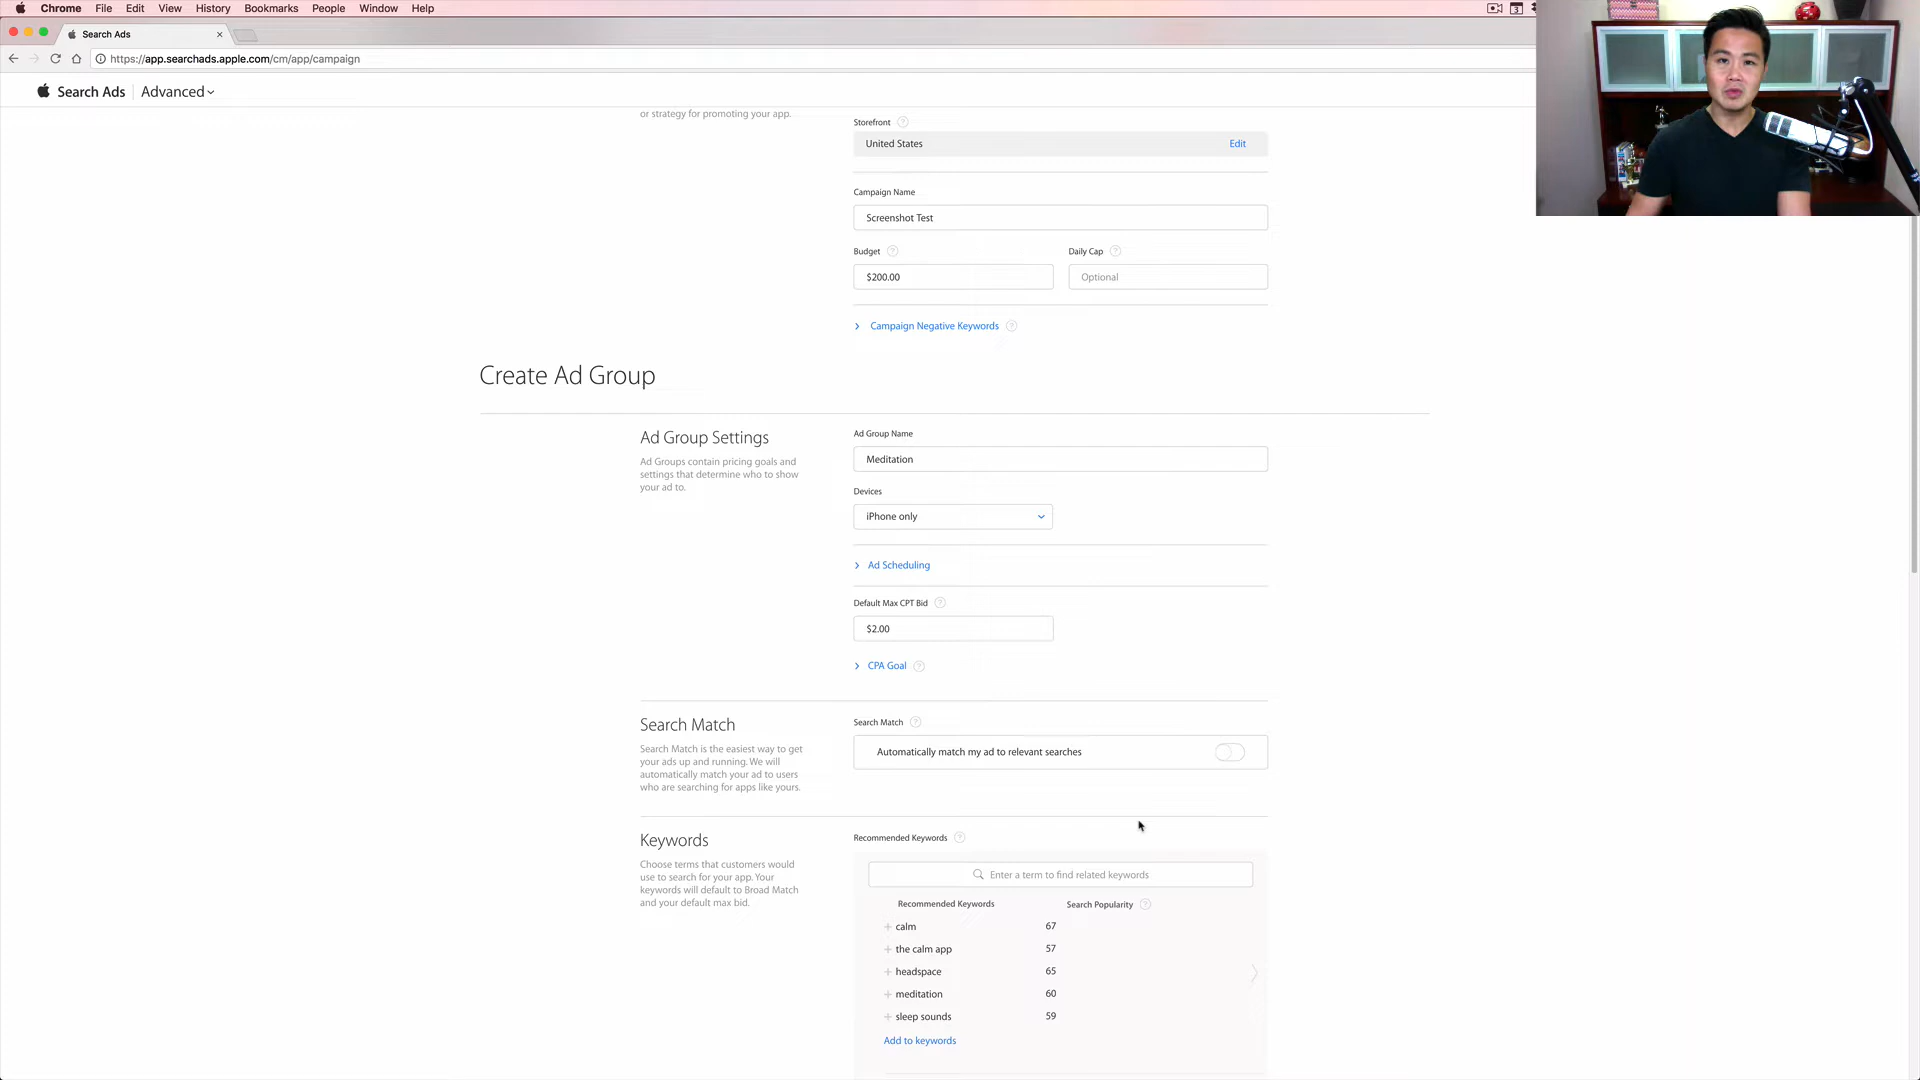 Chrome File Edit View History Bookmarks People Window Help
3
Search Ads
https://app.searchads.apple.com/cm/app/campaign
Search Ads Advanced
or strategy for promoting your app.
Storefront ?
United States Edit
Campaign Name
Screenshot Test
Budget ? Daily Cap ?
$200.00 Optional
Campaign Negative Keywords ?
Create Ad Group
Ad Group Settings
Ad Groups contain pricing goals and
settings that determine who to show
your ad to.
Ad Group Name
Meditation
Devices
iPhone only
Ad Scheduling
Default Max CPT Bid ?
$2.00
CPA Goal ?
Search Match
Search Match is the easiest way to get
your ads up and running. We will
automatically match your ad to users
who are searching for apps like yours.
Search Match ?
Automatically match my ad to relevant searches
Keywords
Choose terms that customers would
use to search for your app. Your
keywords will default to Broad Match
and your default max bid.
Recommended Keywords ?
Enter a term to find related keywords
Recommended Keywords Search Popularity ?
+ calm 67
+ the calm app 57
+ headspace 65
+ meditation 60
+ sleep sounds 59
Add to keywords